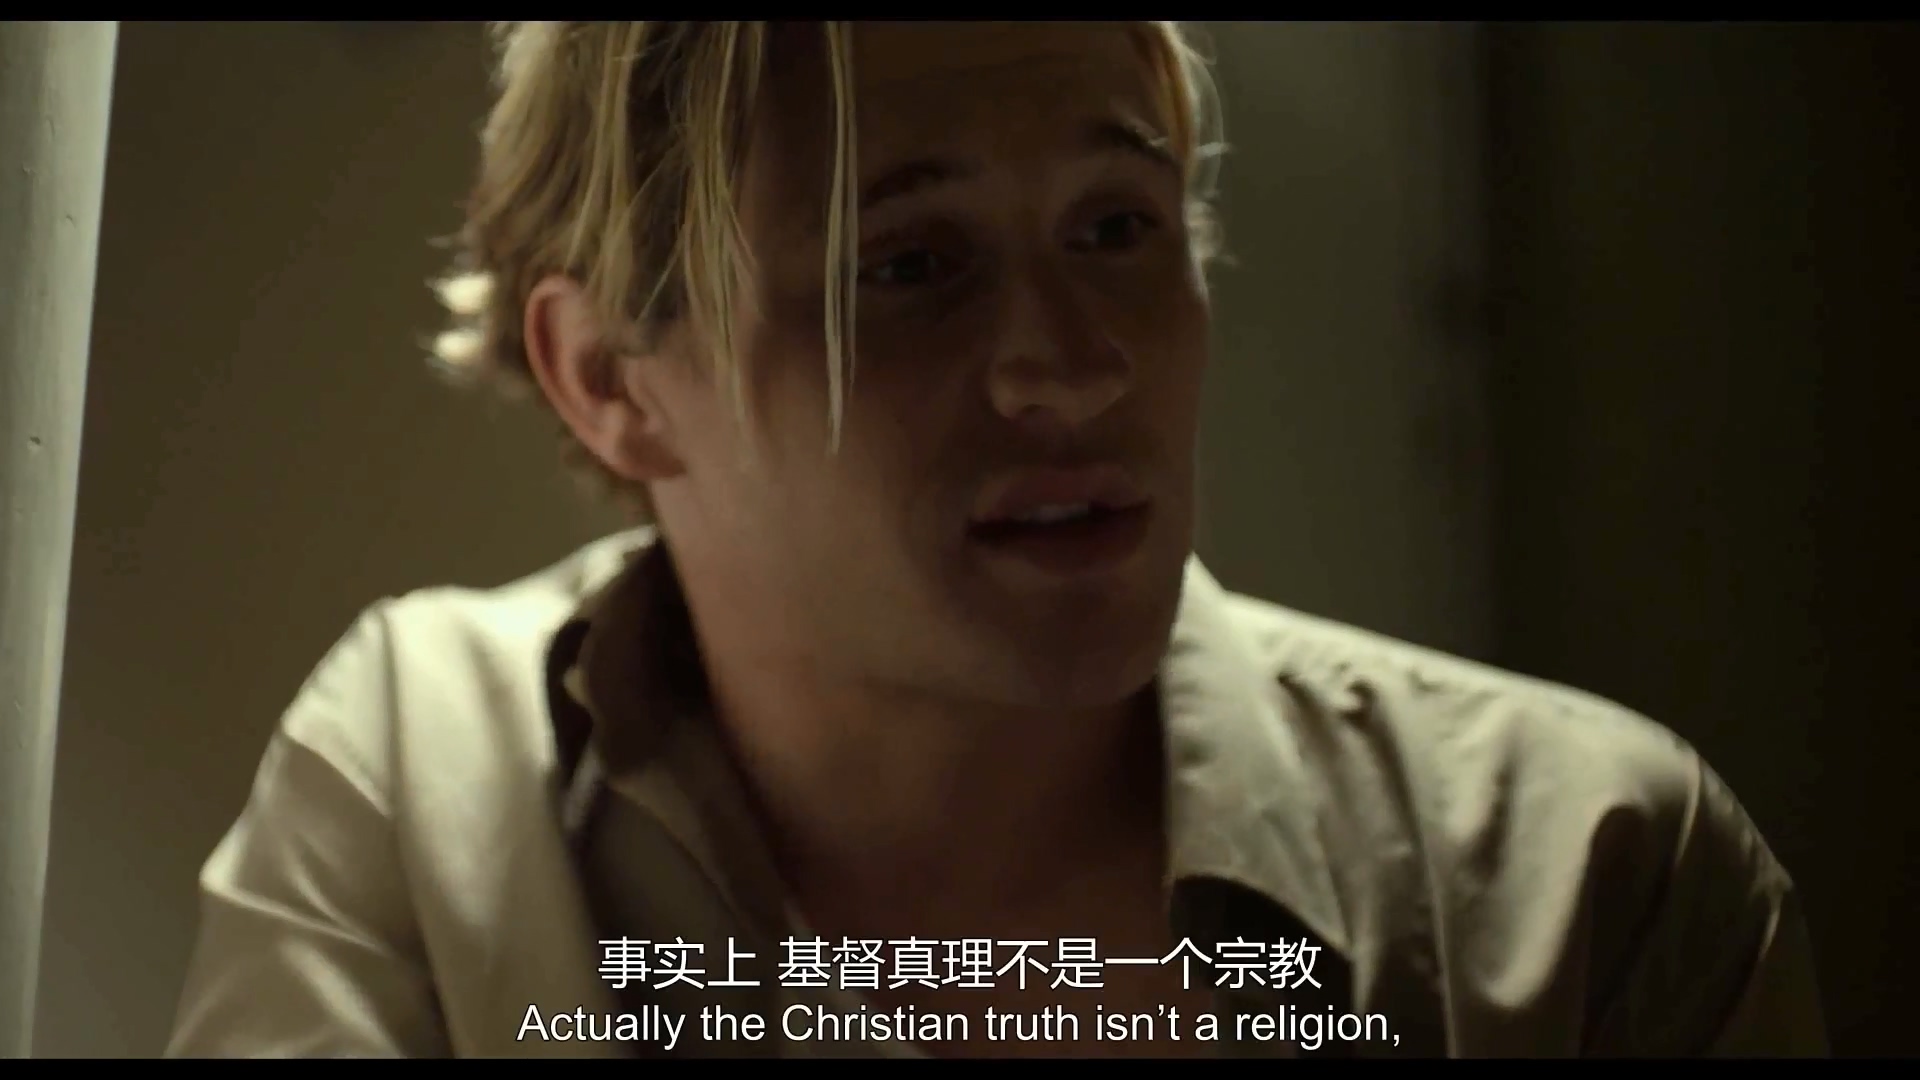 事实上 基督真理不是一个宗教
Actually the Christian truth isn't a religion,